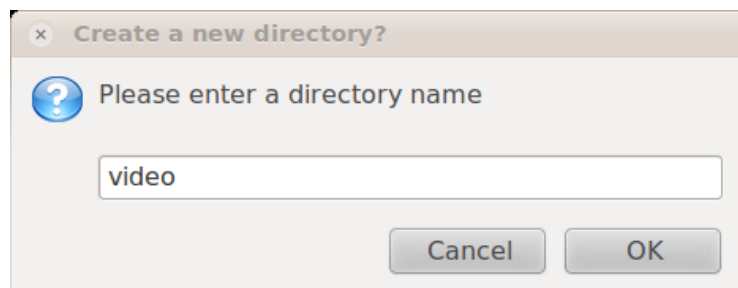 Create a new directory?
Please enter a directory name
video
Cancel OK